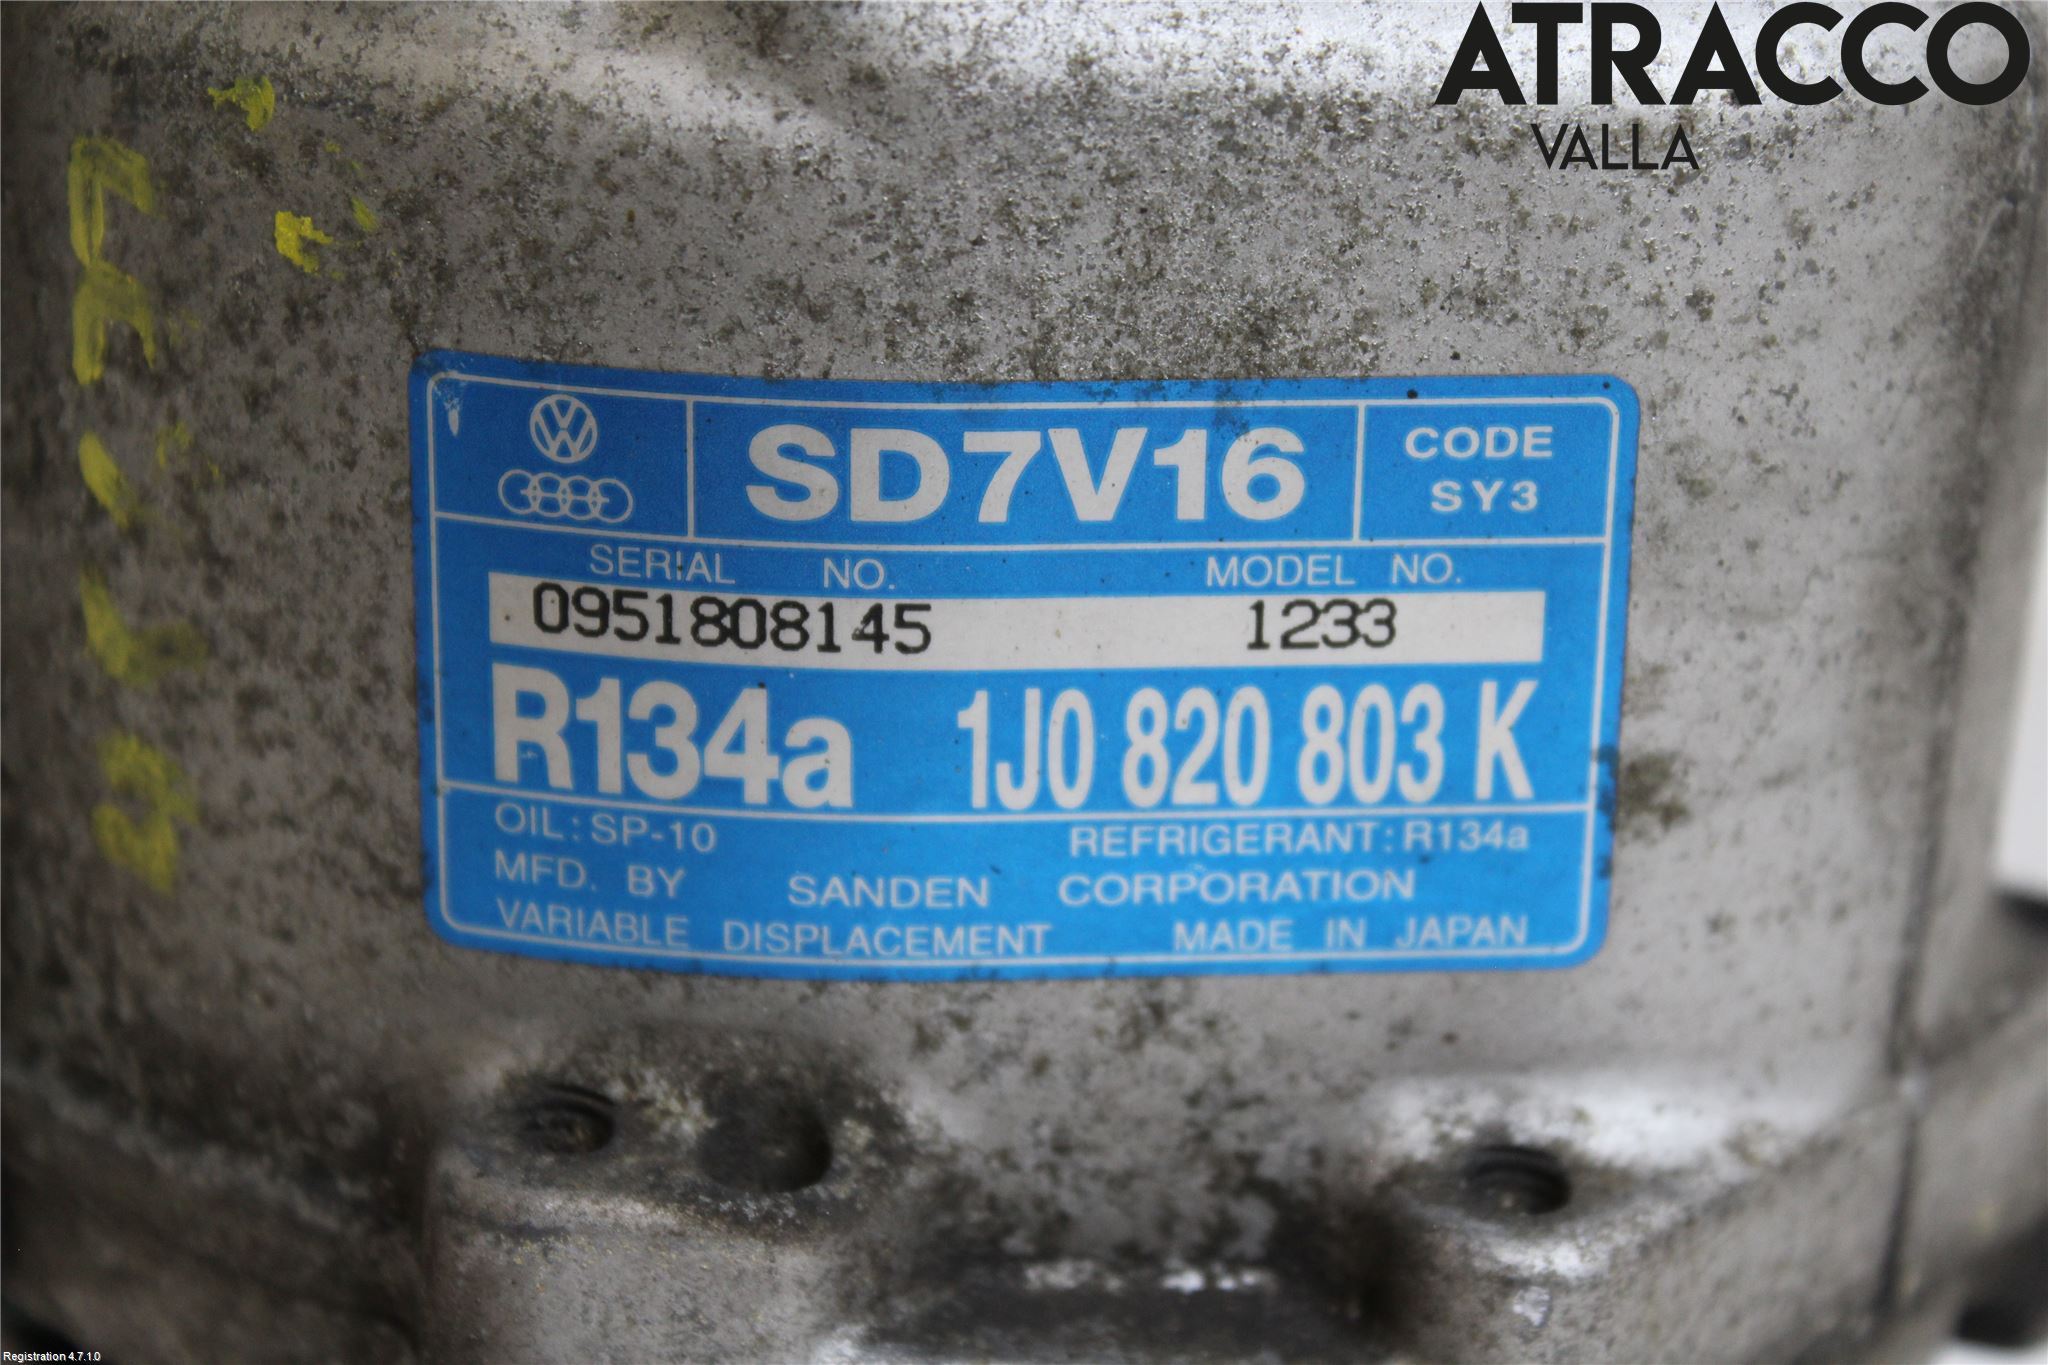 ATRACCO
VALLA
SD7V16
CODE
SY3
SERIAL NO. MODEL NO.
0951808145 1233
R134a 1J0 820 803 K
OIL: SP-10 REFRIGERANT: R134a
MFD. BY SANDEN CORPORATION
VARIABLE DISPLACEMENT MADE IN JAPAN
Registration 4.7.1.0